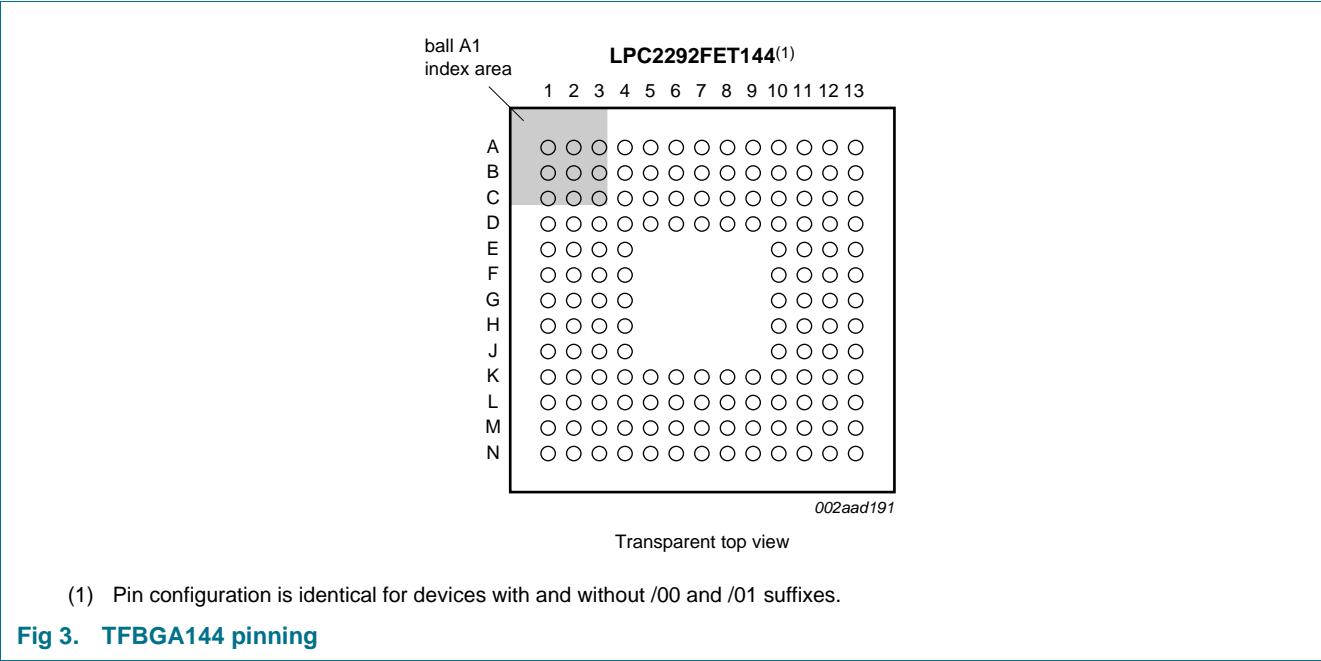 ball A1
index area
LPC2292FET144(1)
1 2 3 4 5 6 7 8 9 10 11 12 13
A
B
C
D
E
F
G
H
J
K
L
M
N
002aad191
Transparent top view
(1) Pin configuration is identical for devices with and without /00 and /01 suffixes.
Fig 3. TFBGA144 pinning